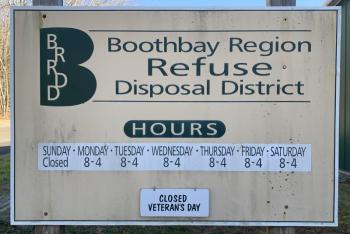 BRRDD
Boothbay Region
Refuse
Disposal District
HOURS
SUNDAY · MONDAY · TUESDAY · WEDNESDAY · THURSDAY · FRIDAY · SATURDAY
Closed 8-4 8-4 8-4 8-4 8-4 8-4
CLOSED
VETERAN'S DAY